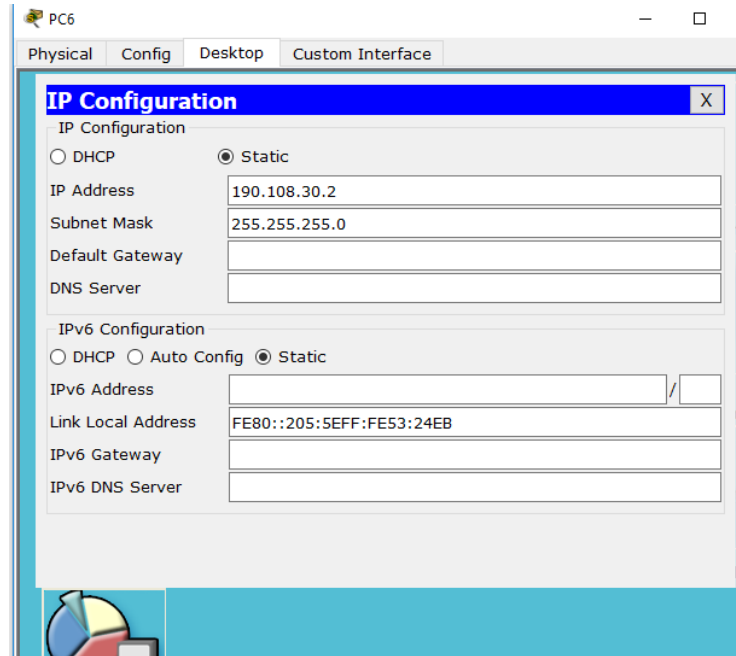 PC6
Physical Config Desktop Custom Interface
IP Configuration X
IP Configuration
DHCP Static
IP Address 190.108.30.2
Subnet Mask 255.255.255.0
Default Gateway
DNS Server
IPv6 Configuration
DHCP Auto Config Static
IPv6 Address /
Link Local Address FE80::205:5EFF:FE53:24EB
IPv6 Gateway
IPv6 DNS Server